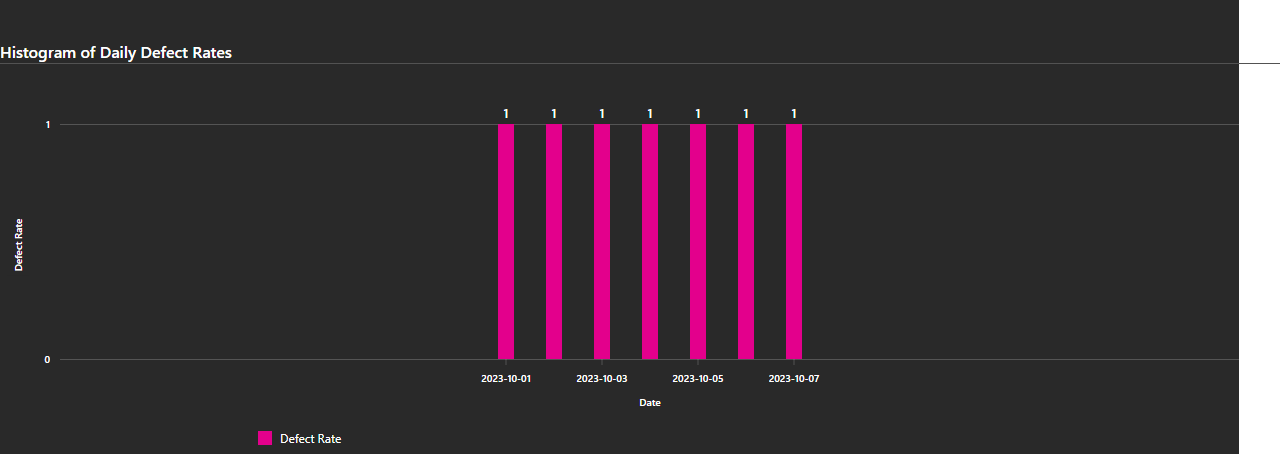 Histogram of Daily Defect Rates
1 1 1 1 1 1 1
1
Defect Rate
0
2023-10-01 2023-10-03 2023-10-05 2023-10-07
Date
Defect Rate